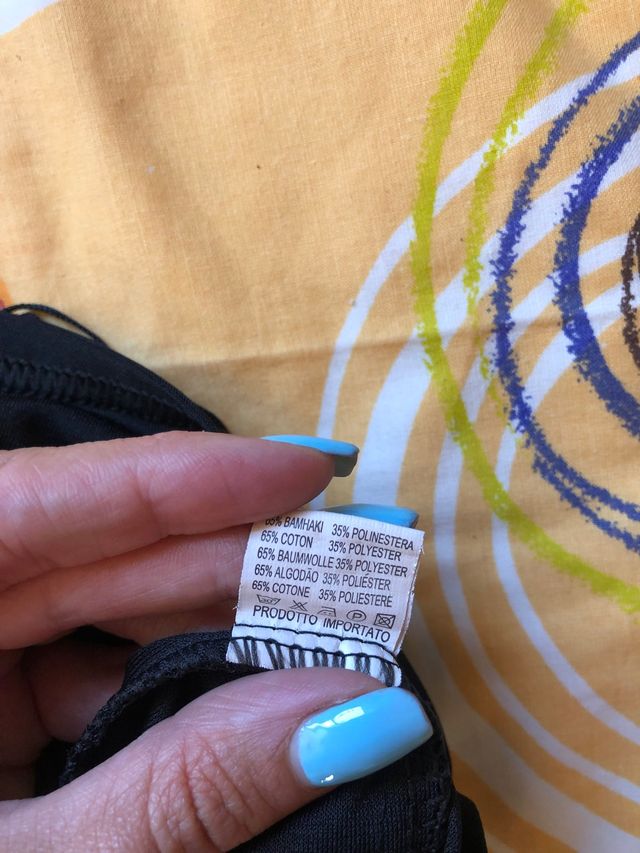 65% BAMHAKI 35% POLINESTERA
65% COTON 35% POLYESTER
65% BAUMWOLLE 35% POLYESTER
65% ALGODÃO 35% POLIÉSTER
65% COTONE 35% POLIESTERE
PRODOTTO IMPORTATO